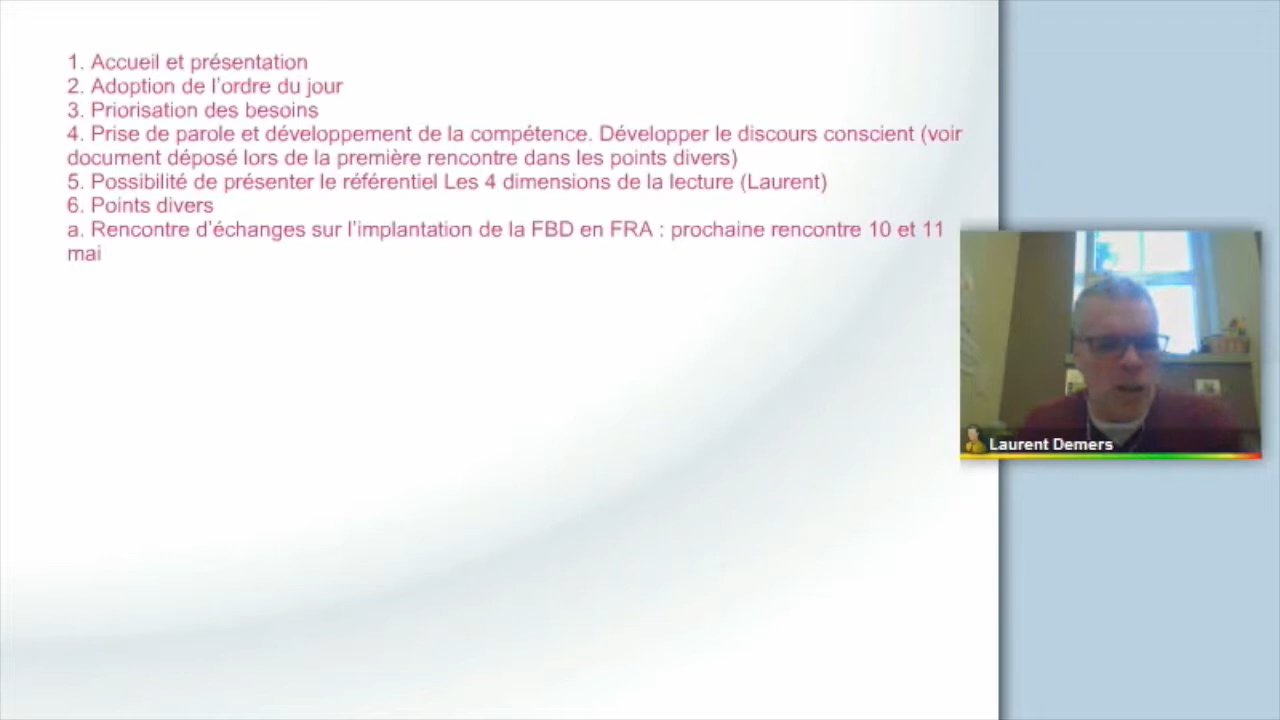 1. Accueil et présentation
2. Adoption de l'ordre du jour
3. Priorisation des besoins
4. Prise de parole et développement de la compétence. Développer le discours conscient (voir
document déposé lors de la première rencontre dans les points divers)
5. Possibilité de présenter le référentiel Les 4 dimensions de la lecture (Laurent)
6. Points divers
a. Rencontre d'échanges sur l'implantation de la FBD en FRA : prochaine rencontre 10 et 11
mai
Laurent Demers